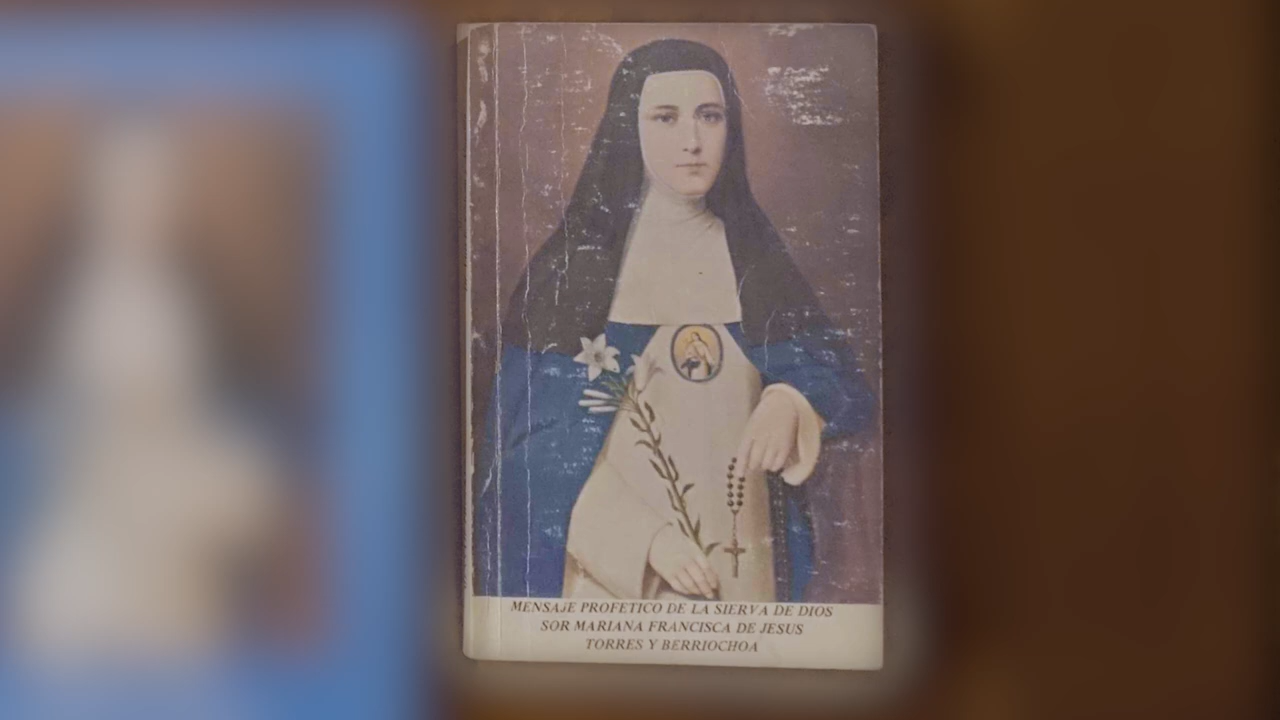 MENSAJE PROFETICO DE LA SIERVA DE DIOS
SOR MARIANA FRANCISCA DE JESUS
TORRES Y BERRIOCHOA